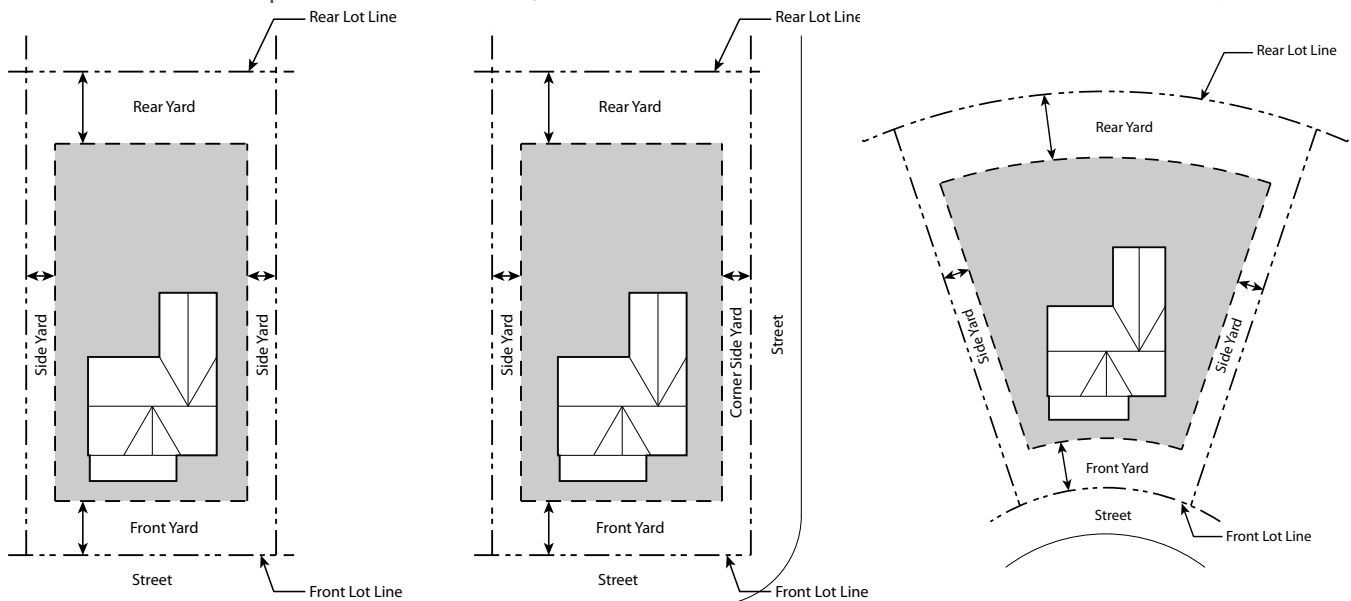 Rear Lot Line
Rear Yard
Side Yard
Side Yard
Front Yard
Street
Front Lot Line
Rear Lot Line
Rear Yard
Side Yard
Corner Side Yard
Street
Front Yard
Street
Front Lot Line
Rear Lot Line
Rear Yard
Side Yard
Side Yard
Front Yard
Street
Front Lot Line